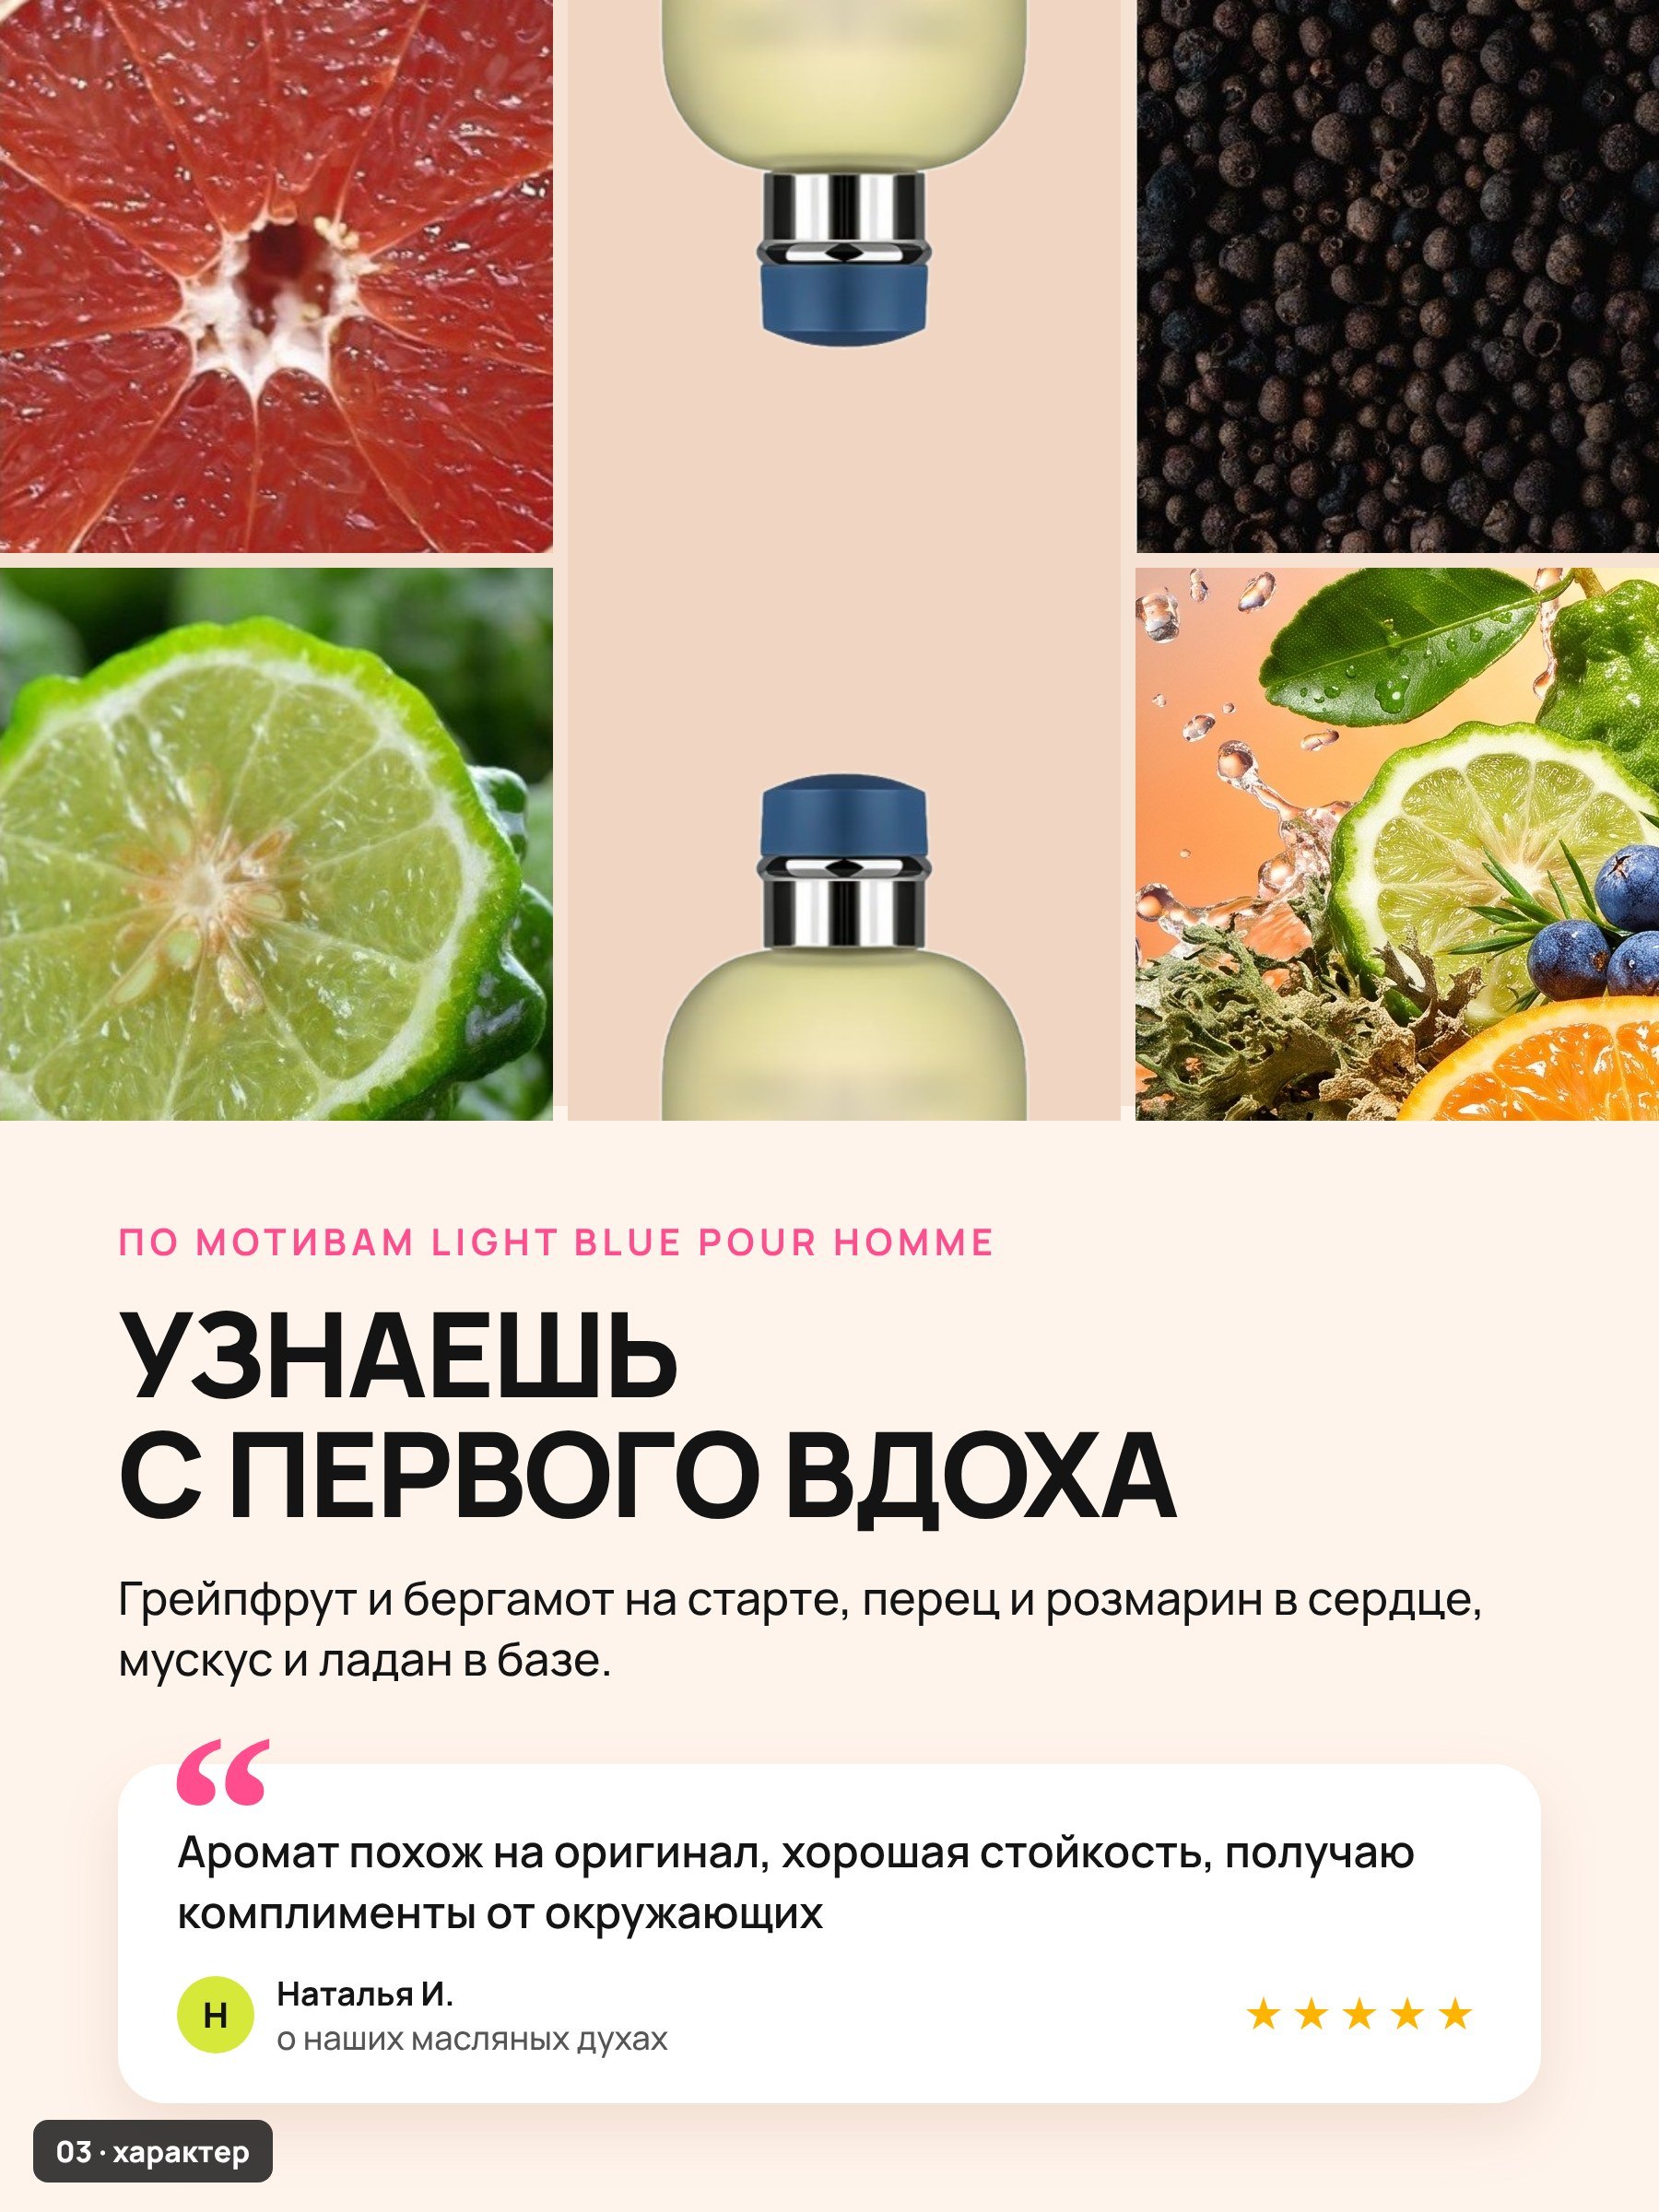 ПО МОТИВАМ LIGHT BLUE POUR HOMME
УЗНАЕШЬ
С ПЕРВОГО ВДОХА
Грейпфрут и бергамот на старте, перец и розмарин в сердце,
мускус и ладан в базе.
“
Аромат похож на оригинал, хорошая стойкость, получаю
комплименты от окружающих
Н
Наталья И.
о наших масляных духах
★★★★★
03 · характер